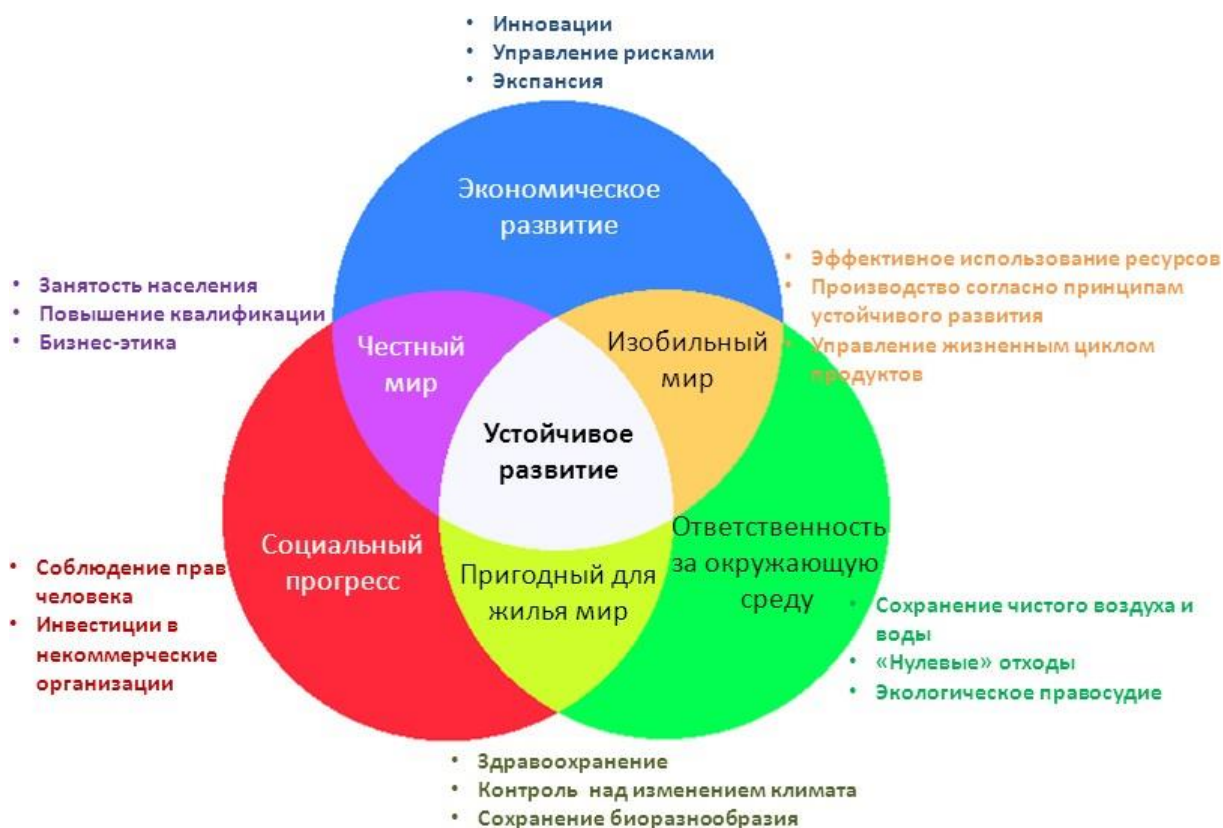 • Инновации
• Управление рисками
• Экспансия
Экономическое
развитие
• Занятость населения
• Повышение квалификации
• Бизнес-этика
• Эффективное использование ресурсов
• Производство согласно принципам
устойчивого развития
• Управление жизненным циклом
продуктов
Честный
мир
Изобильный
мир
Устойчивое
развитие
Социальный
прогресс
Пригодный для
жилья мир
Ответственность
за окружающую
среду
• Соблюдение прав
человека
• Инвестиции в
некоммерческие
организации
• Сохранение чистого воздуха и
воды
• «Нулевые» отходы
• Экологическое правосудие
• Здравоохранение
• Контроль над изменением климата
• Сохранение биоразнообразия